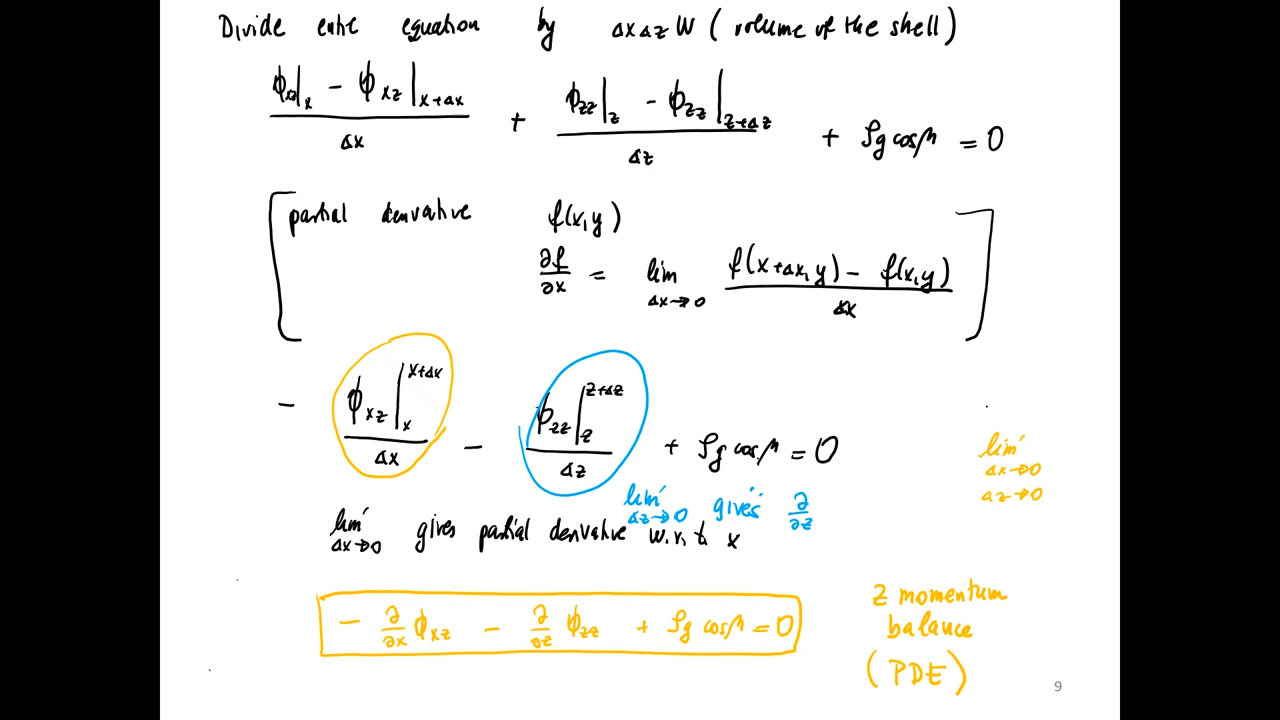 Divide entire equation by ΔxΔzW (volume of the shell)
(ϕxz|x − ϕxz|x+Δx)/Δx + (ϕzz|z − ϕzz|z+Δz)/Δz + ρg cosβ = 0
[partial derivative f(x,y)
∂f/∂x = lim Δx→0 (f(x+Δx,y) − f(x,y))/Δx]
− ϕxz|x^x+Δx / Δx − ϕzz|z^z+Δz / Δz + ρg cosβ = 0
lim Δx→0 Δz→0
lim Δz→0 gives ∂/∂z
lim Δx→0 gives partial derivative w.r.t. x
− ∂/∂x ϕxz − ∂/∂z ϕzz + ρg cosβ = 0
z momentum
balance
(PDE)
9